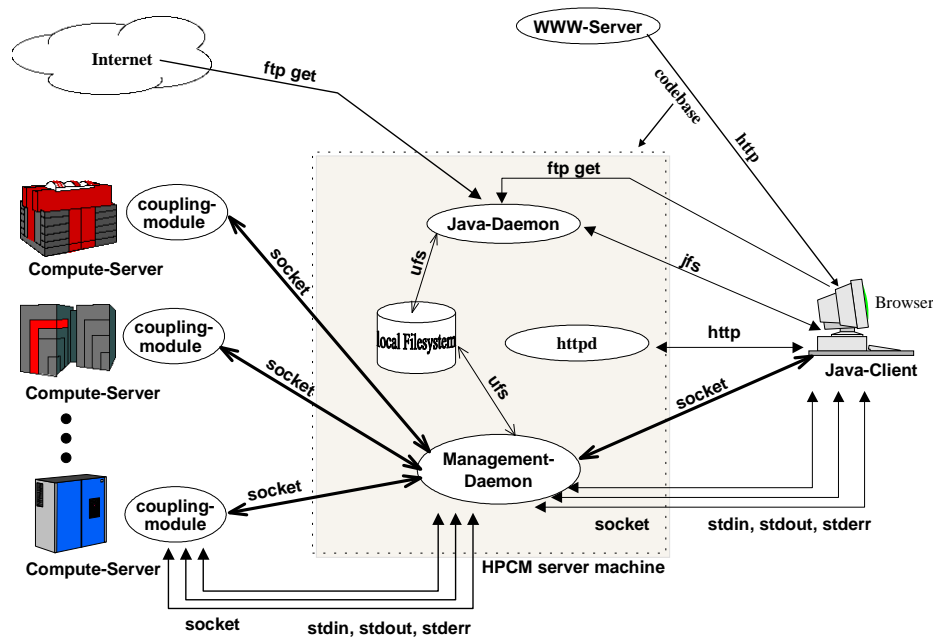 WWW-Server
Internet
ftp get
codebase
http
ftp get
coupling-
module
Java-Daemon
Compute-Server
socket
ufs
jfs
Browser
local Filesystem
httpd
http
coupling-
module
Java-Client
Compute-Server
socket
ufs
socket
Management-
Daemon
coupling-
module
socket
socket
stdin, stdout, stderr
Compute-Server
HPCM server machine
socket
stdin, stdout, stderr